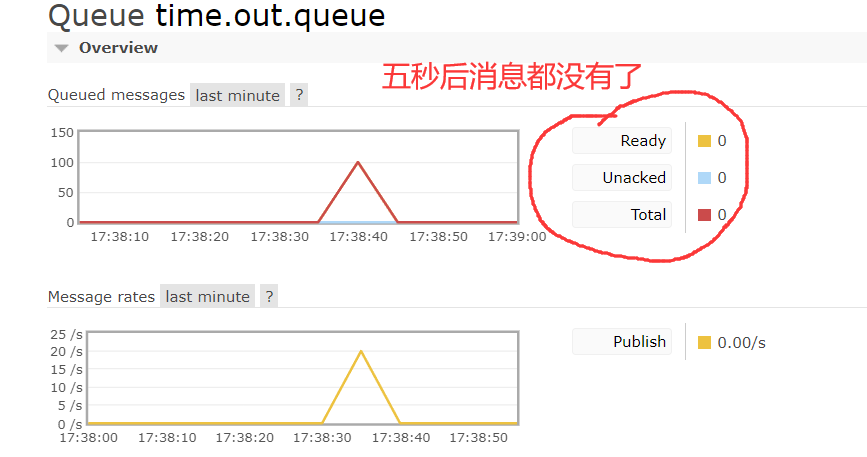 Queue time.out.queue
Overview
五秒后消息都没有了
Queued messages last minute ?
150
100
50
0
17:38:10 17:38:20 17:38:30 17:38:40 17:38:50 17:39:00
Ready 0
Unacked 0
Total 0
Message rates last minute ?
25 /s
20 /s
15 /s
10 /s
5 /s
0 /s
17:38:00 17:38:10 17:38:20 17:38:30 17:38:40 17:38:50
Publish 0.00/s